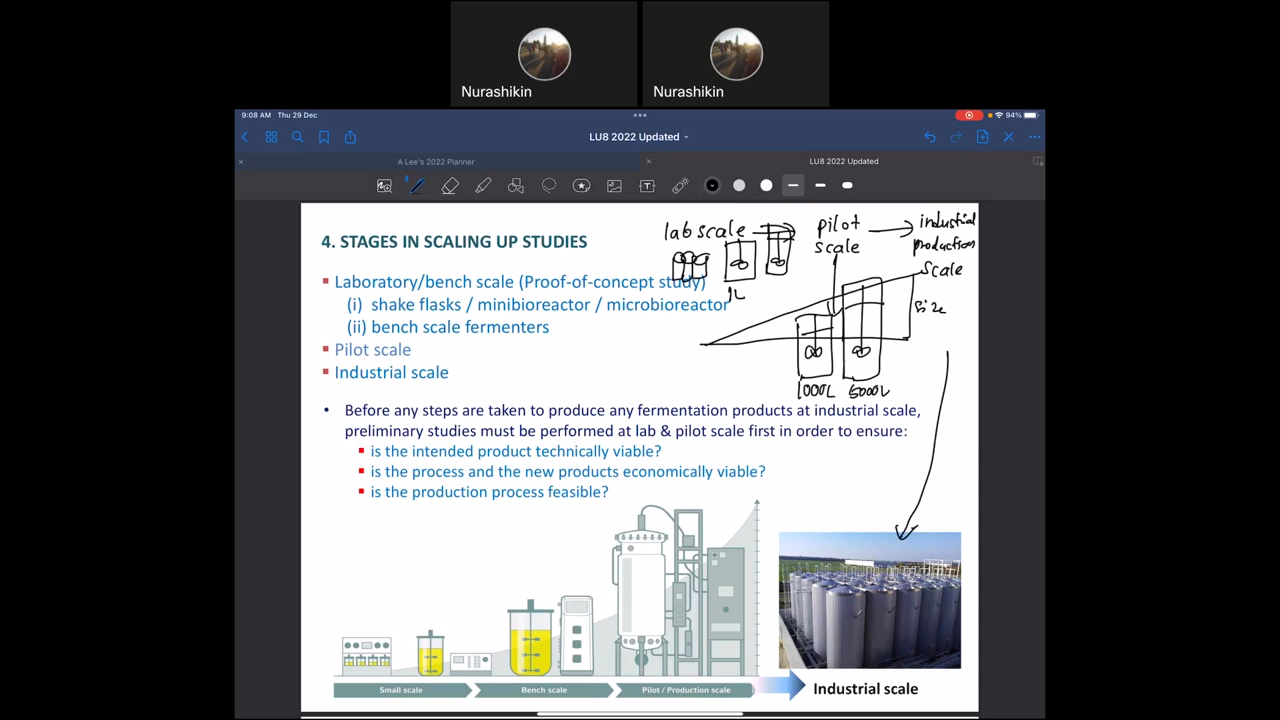 Nurashikin
Nurashikin
9:08 AM Thu 29 Dec
94%
LU8 2022 Updated
A Lee's 2022 Planner
LU8 2022 Updated
4. STAGES IN SCALING UP STUDIES
lab scale
pilot
scale
industrial
production
scale
1L
size
1000L
5000L
Laboratory/bench scale (Proof-of-concept study)
(i) shake flasks / minibioreactor / microbioreactor
(ii) bench scale fermenters
Pilot scale
Industrial scale
Before any steps are taken to produce any fermentation products at industrial scale,
preliminary studies must be performed at lab & pilot scale first in order to ensure:
is the intended product technically viable?
is the process and the new products economically viable?
is the production process feasible?
Small scale
Bench scale
Pilot / Production scale
Industrial scale